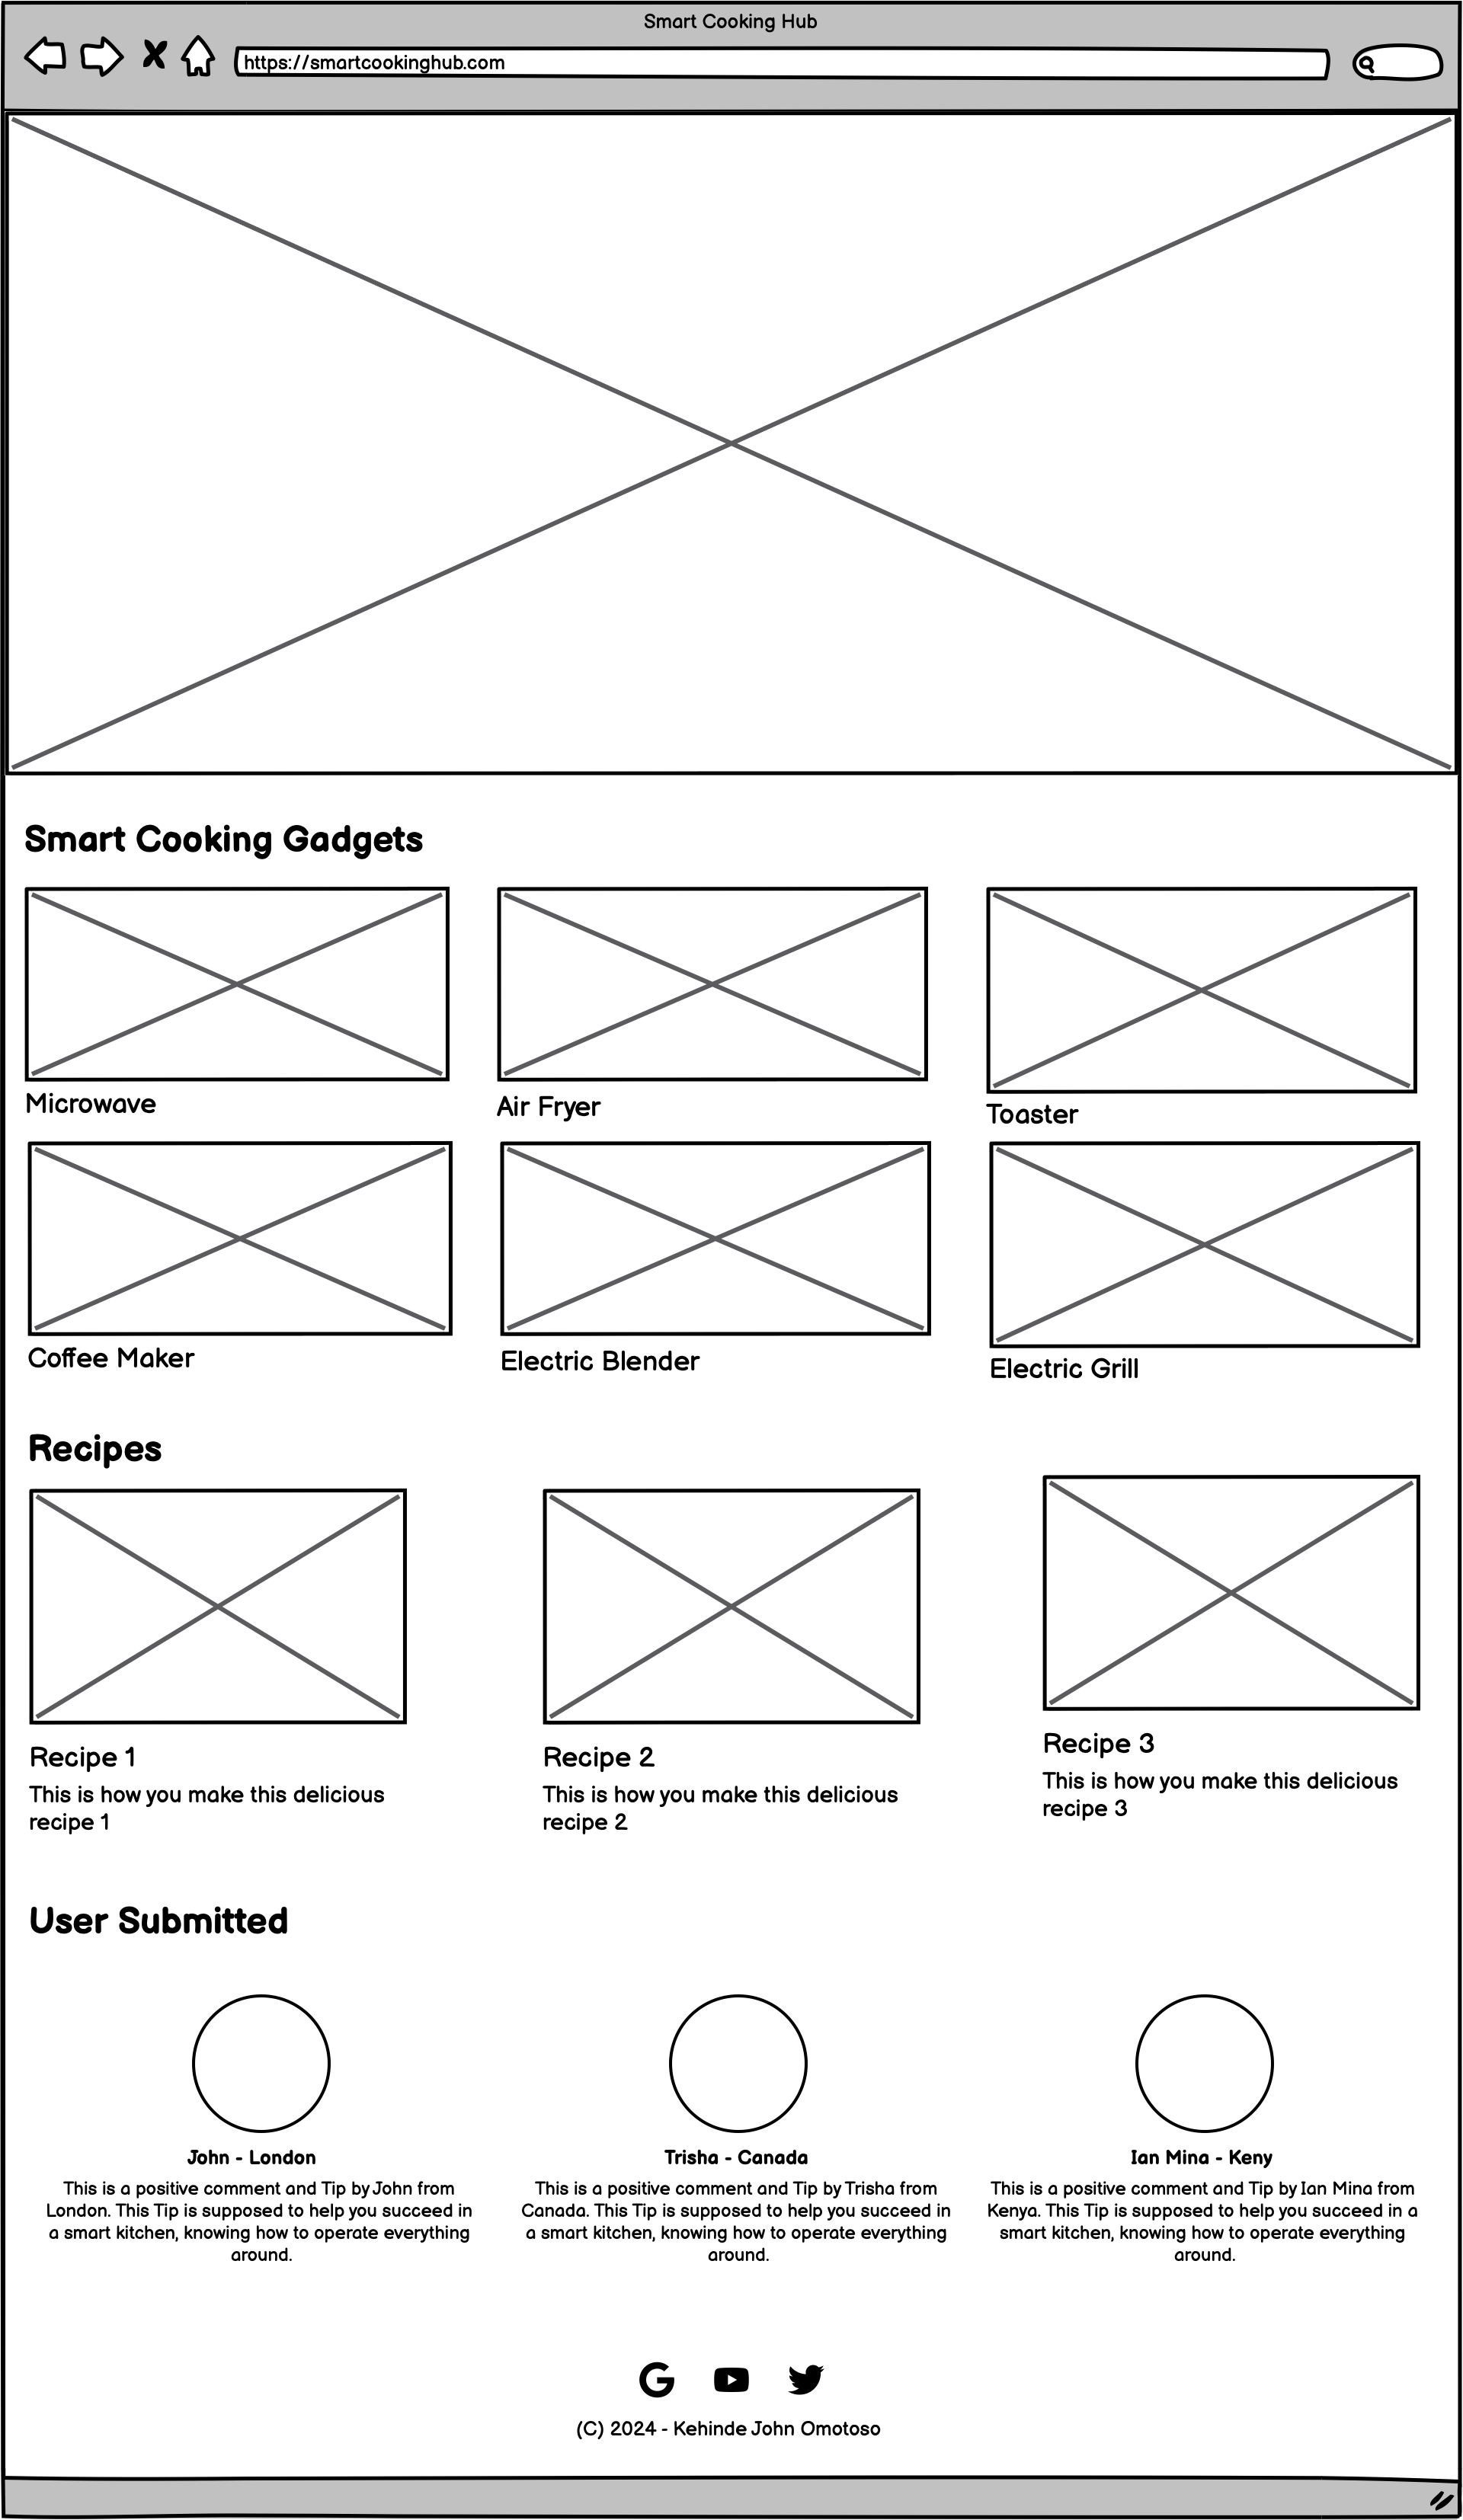 Smart Cooking Hub
https://smartcookinghub.com
Smart Cooking Gadgets
Microwave
Air Fryer
Toaster
Coffee Maker
Electric Blender
Electric Grill
Recipes
Recipe 1
This is how you make this delicious
recipe 1
Recipe 2
This is how you make this delicious
recipe 2
Recipe 3
This is how you make this delicious
recipe 3
User Submitted
John - London
This is a positive comment and Tip by John from
London. This Tip is supposed to help you succeed in
a smart kitchen, knowing how to operate everything
around.
Trisha - Canada
This is a positive comment and Tip by Trisha from
Canada. This Tip is supposed to help you succeed in
a smart kitchen, knowing how to operate everything
around.
Ian Mina - Keny
This is a positive comment and Tip by Ian Mina from
Kenya. This Tip is supposed to help you succeed in a
smart kitchen, knowing how to operate everything
around.
(C) 2024 - Kehinde John Omotoso